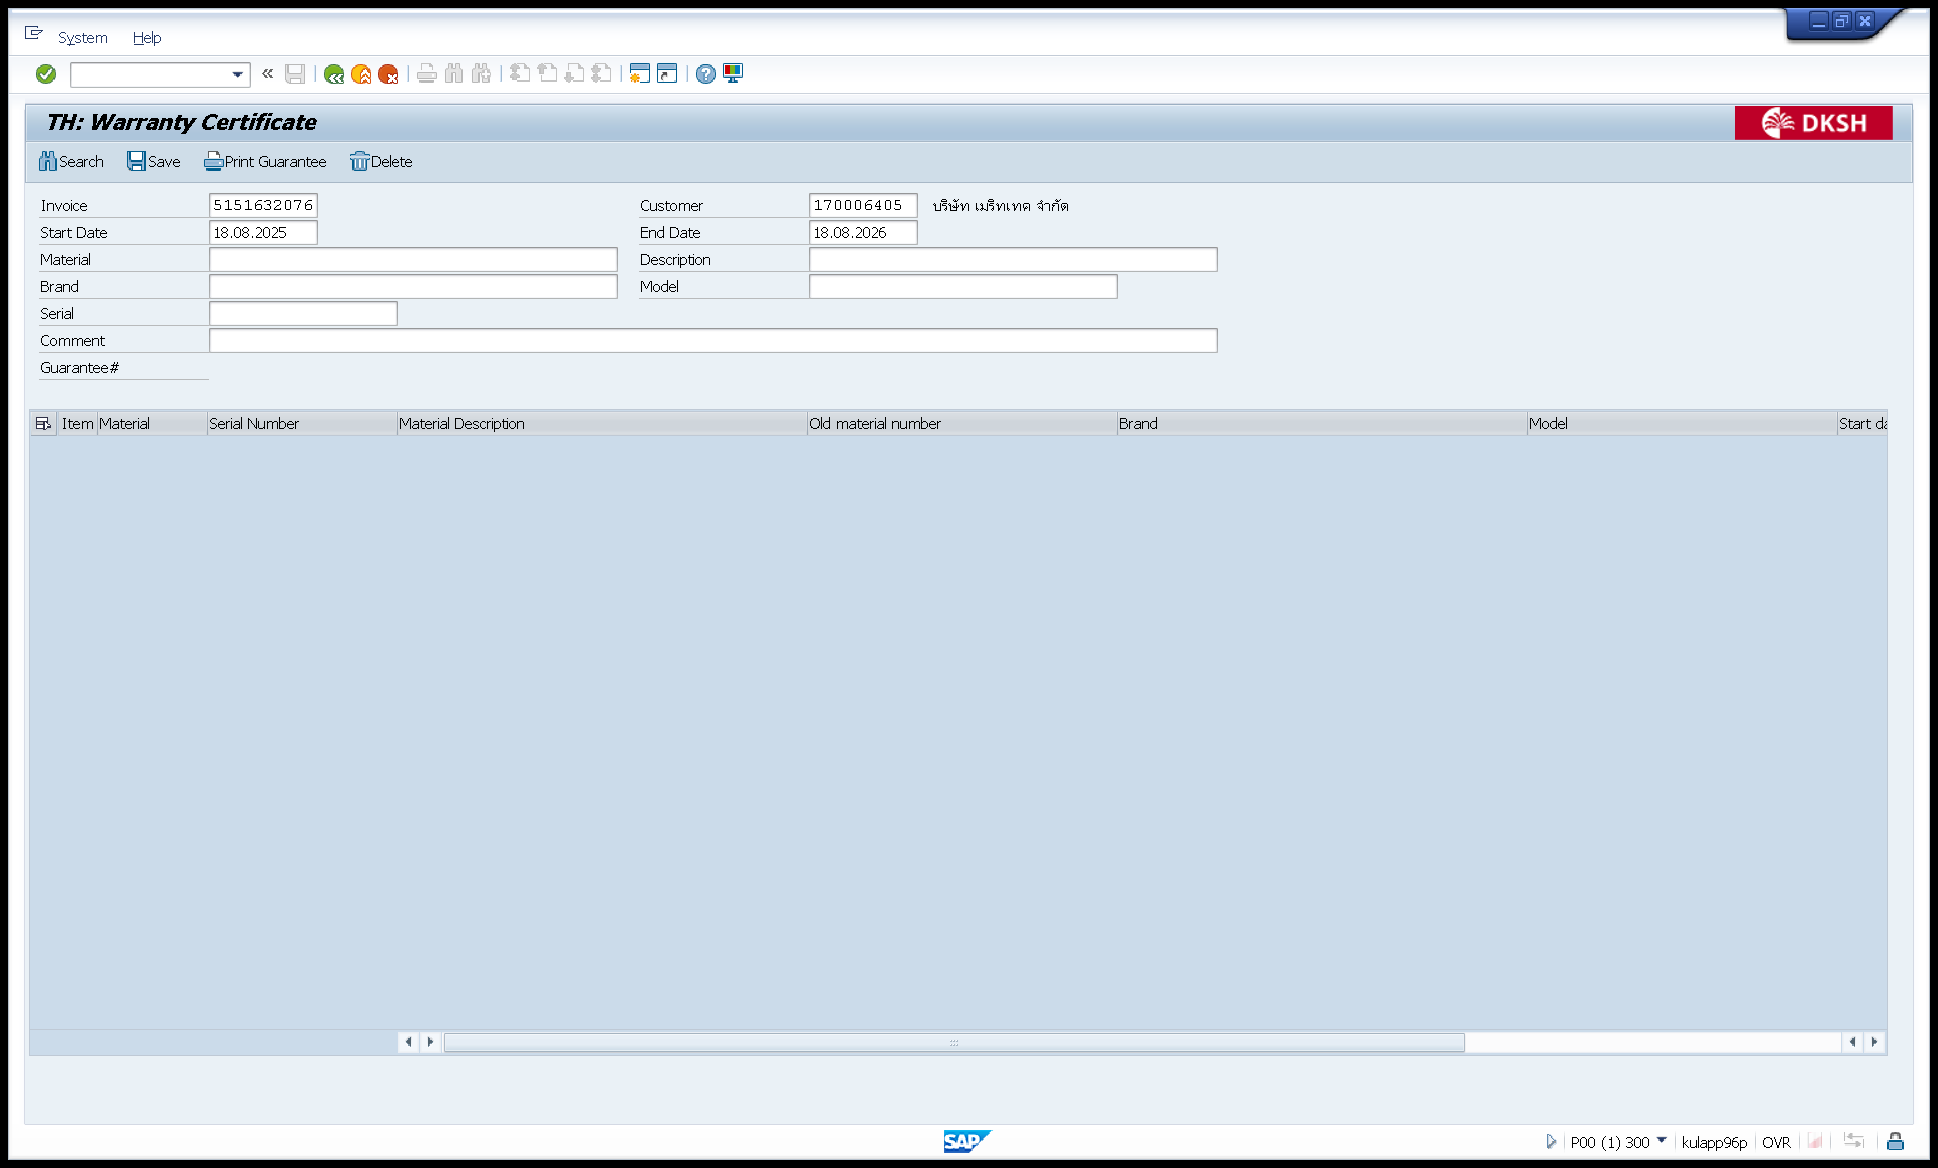 System Help
TH: Warranty Certificate DKSH
Search Save Print Guarantee Delete
Invoice 5151632076 Customer 170006405 บริษัท เมริทเทค จำกัด
Start Date 18.08.2025 End Date 18.08.2026
Material Description
Brand Model
Serial
Comment
Guarantee#
Item Material Serial Number Material Description Old material number Brand Model Start da
SAP P00 (1) 300 kulapp96p OVR